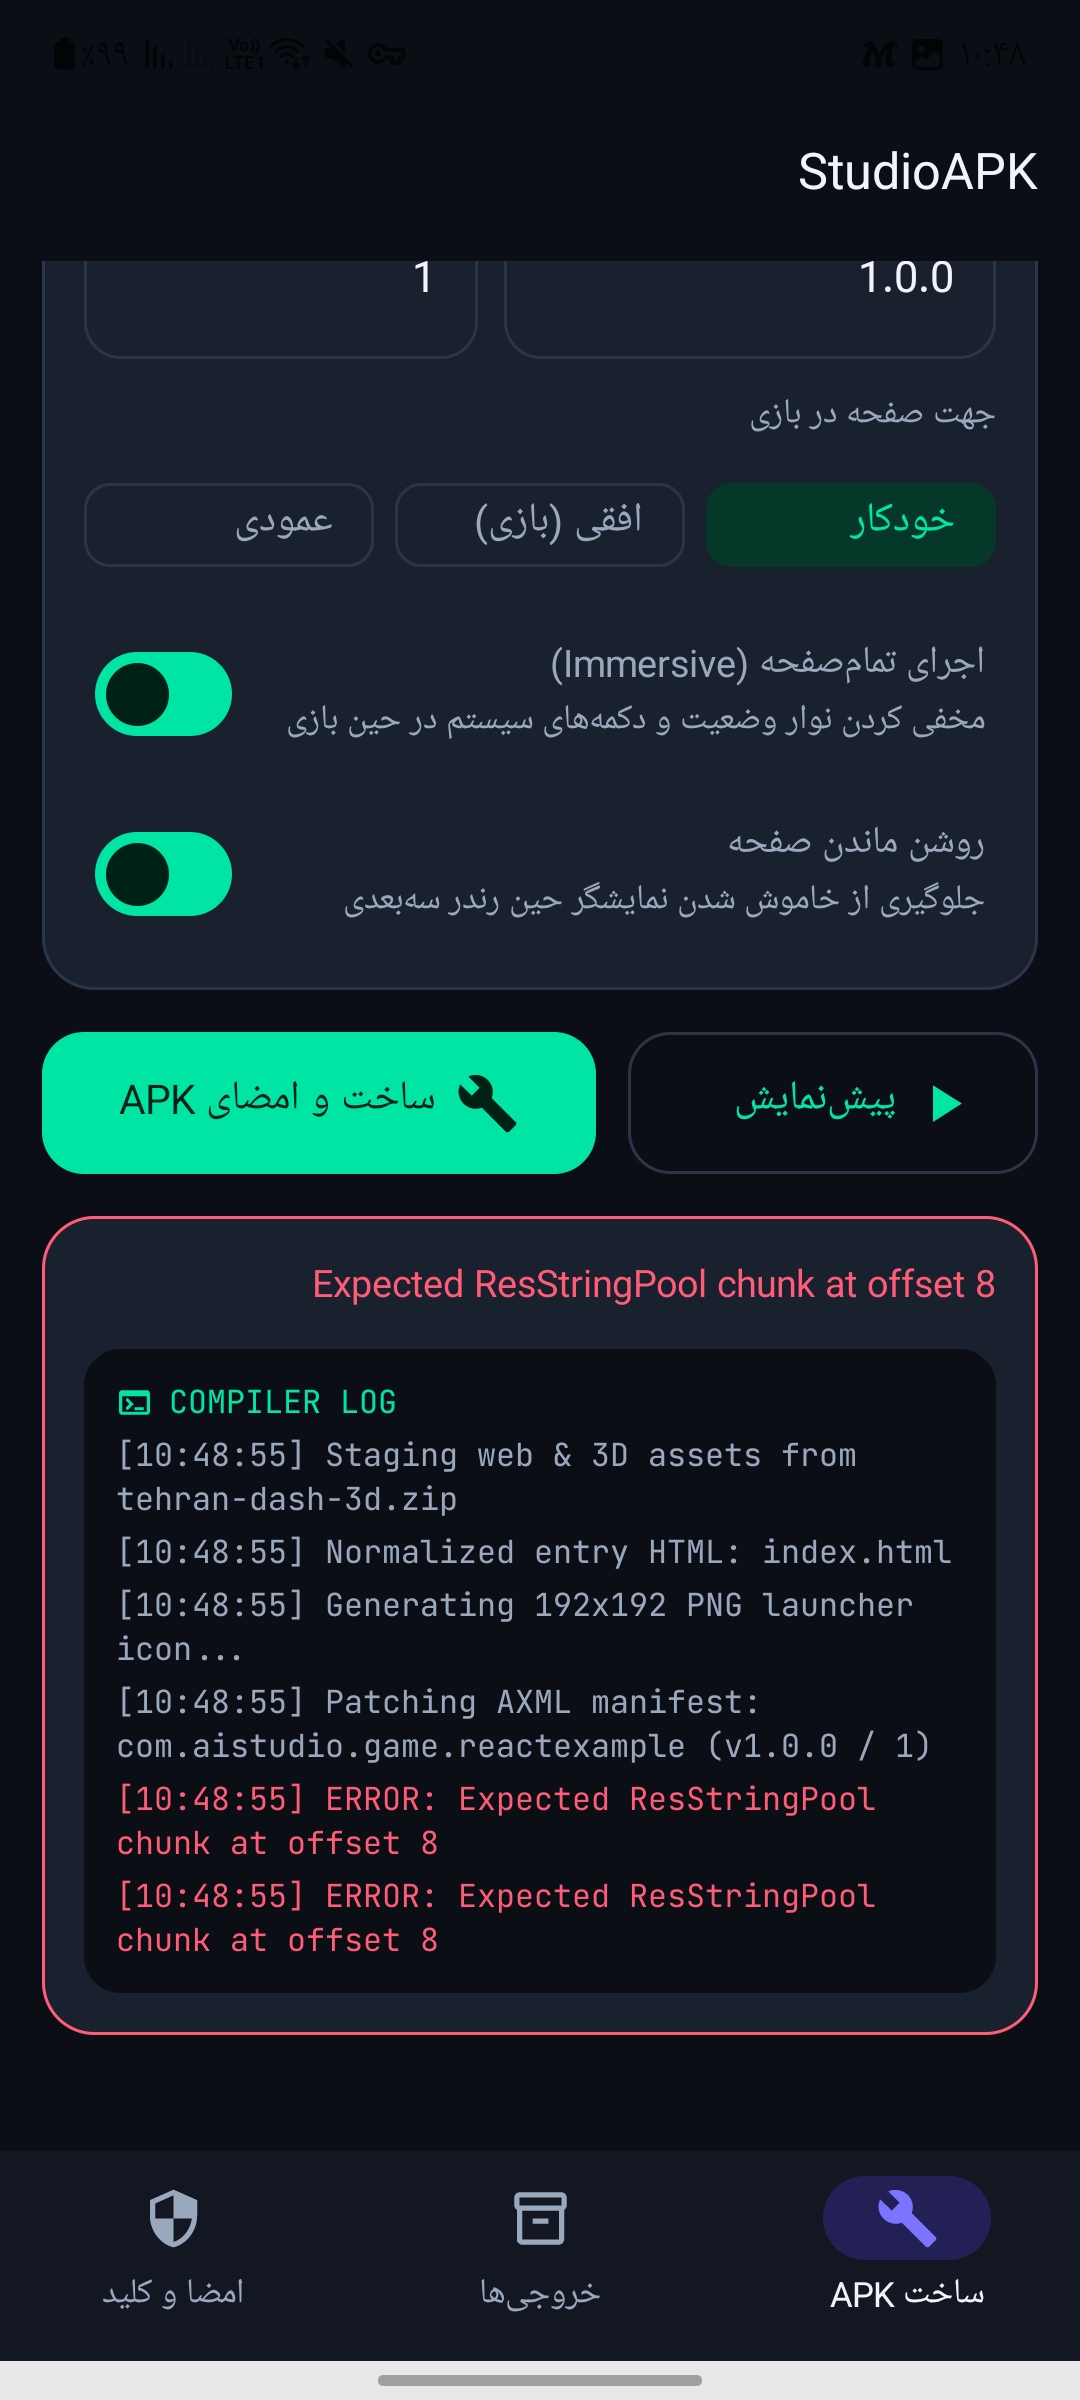 ٪۹۹ Vo)) LTE1 ۱۰:۴۸
StudioAPK
1.0.0
1
جهت صفحه در بازی
خودکار
افقی (بازی)
عمودی
اجرای تمام‌صفحه (Immersive)
مخفی کردن نوار وضعیت و دکمه‌های سیستم در حین بازی
روشن ماندن صفحه
جلوگیری از خاموش شدن نمایشگر حین رندر سه‌بعدی
پیش‌نمایش
ساخت و امضای APK
Expected ResStringPool chunk at offset 8
COMPILER LOG
[10:48:55] Staging web & 3D assets from
tehran-dash-3d.zip
[10:48:55] Normalized entry HTML: index.html
[10:48:55] Generating 192x192 PNG launcher
icon...
[10:48:55] Patching AXML manifest:
com.aistudio.game.reactexample (v1.0.0 / 1)
[10:48:55] ERROR: Expected ResStringPool
chunk at offset 8
[10:48:55] ERROR: Expected ResStringPool
chunk at offset 8
ساخت APK
خروجی‌ها
امضا و کلید